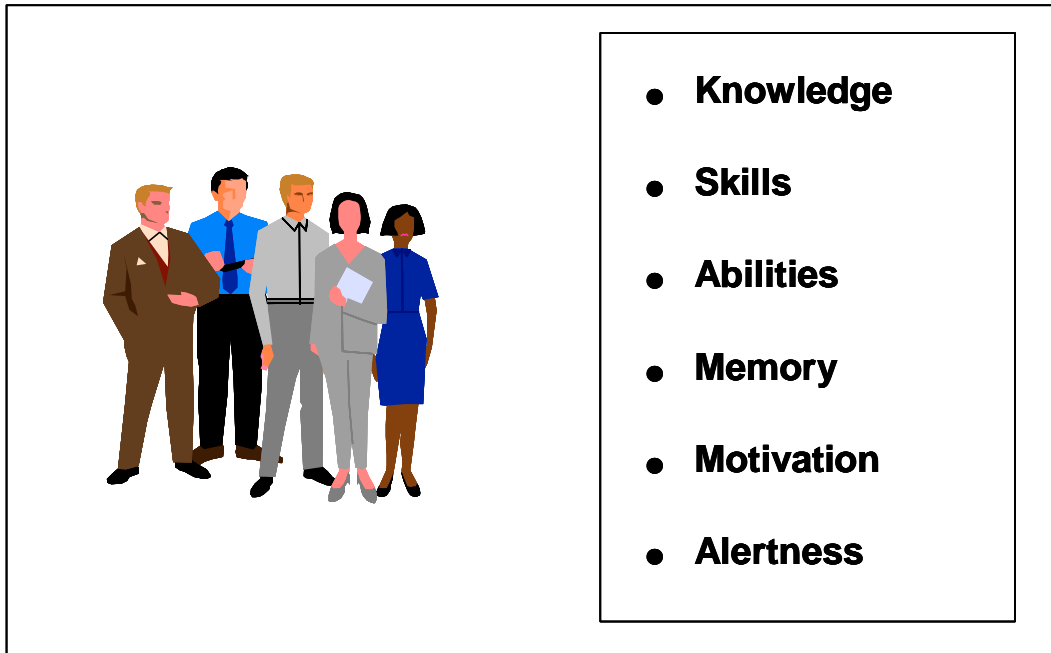 • Knowledge
• Skills
• Abilities
• Memory
• Motivation
• Alertness